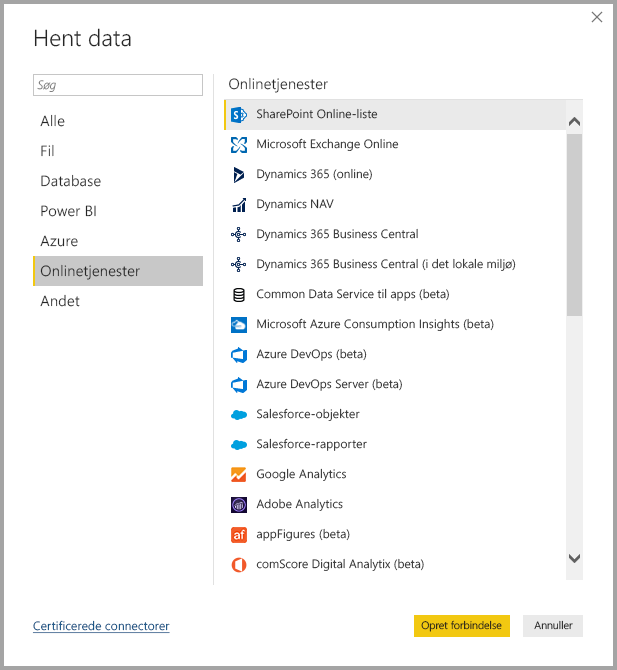 Hent data
Søg
Alle
Fil
Database
Power BI
Azure
Onlinetjenester
Andet
Onlinetjenester
SharePoint Online-liste
Microsoft Exchange Online
Dynamics 365 (online)
Dynamics NAV
Dynamics 365 Business Central
Dynamics 365 Business Central (i det lokale miljø)
Common Data Service til apps (beta)
Microsoft Azure Consumption Insights (beta)
Azure DevOps (beta)
Azure DevOps Server (beta)
Salesforce-objekter
Salesforce-rapporter
Google Analytics
Adobe Analytics
appFigures (beta)
comScore Digital Analytix (beta)
Certificerede connectorer
Opret forbindelse
Annuller